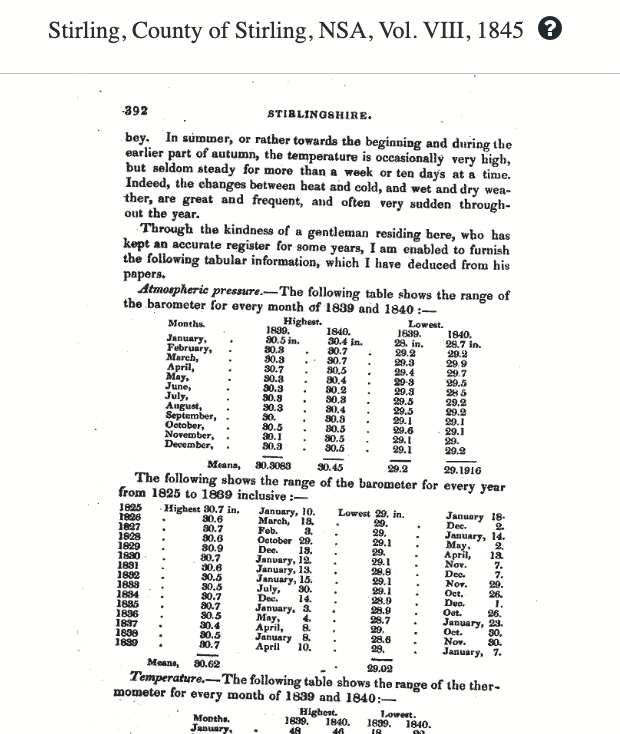 Stirling, County of Stirling, NSA, Vol. VIII, 1845 ?
392 STIRLINGSHIRE.
bey. In summer, or rather towards the beginning and during the
earlier part of autumn, the temperature is occasionally very high,
but seldom steady for more than a week or ten days at a time.
Indeed, the changes between heat and cold, and wet and dry wea-
ther, are great and frequent, and often very sudden through-
out the year.
Through the kindness of a gentleman residing here, who has
kept an accurate register for some years, I am enabled to furnish
the following tabular information, which I have deduced from his
papers.
Atmospheric pressure.—The following table shows the range of
the barometer for every month of 1839 and 1840 :—
Months. Highest. Lowest.
1839. 1840. 1839. 1840.
January, . 30.5 in. 30.4 in. 28. in. 28.7 in.
February, . 30.3 . 30.7 . 29.2 29.2
March, . 30.3 . 30.7 . 29.3 29.9
April, . 30.7 . 30.5 . 29.4 29.7
May, . 30.3 . 30.4 . 29.3 29.5
June, . 30.3 . 30.2 . 29.3 28 5
July, . 30.3 . 30.3 . 29.5 29.2
August, . 30.3 . 30.4 . 29.5 29.2
September, . 30. . 30.3 . 29.1 29.1
October, . 30.5 . 30.5 . 29.6 29.1
November, . 30.1 . 30.5 . 29.1 29.
December, . 30.3 . 30.5 . 29.1 29.2
Means, 30.3083 30.45 29.2 29.1916
The following shows the range of the barometer for every year
from 1825 to 1869 inclusive :—
1825 . Highest 30.7 in. January, 10. Lowest 29. in. January 18.
1826 . 30.6 March, 18. . 29. . Dec. 2.
1827 . 30.7 Feb. 3. . 29. . January, 14.
1828 . 30.6 October 29. . 29.1 . May, 2.
1829 . 30.9 Dec. 13. . 29. . April, 13.
1830 . 30.7 January, 12. . 29.1 . Nov. 7.
1831 . 30.6 January, 13. . 28.8 . Dec. 7.
1832 . 30.5 January, 15. . 29.1 . Nov. 29.
1833 . 30.5 July, 30. . 29.1 . Oct. 26.
1834 . 30.7 Dec. 14. . 28.9 . Dec. 1.
1835 . 30.7 January, 3. . 28.9 . Oct. 26.
1836 . 30.5 May, 4. . 28.7 . January, 23.
1837 . 30.4 April, 8. . 29. . Oct. 30.
1838 . 30.5 January 8. . 28.6 . Nov. 30.
1839 . 30.7 April 10. . 28. . January, 7.
Means, 30.62 29.02
Temperature.—The following table shows the range of the ther-
mometer for every month of 1839 and 1840:—
Months. Highest. Lowest.
1839. 1840. 1839. 1840.
January, . 48 46 18